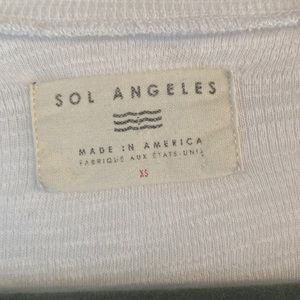 SOL ANGELES
MADE IN AMERICA
FABRIQUÉ AUX ÉTATS-UNIS
XS